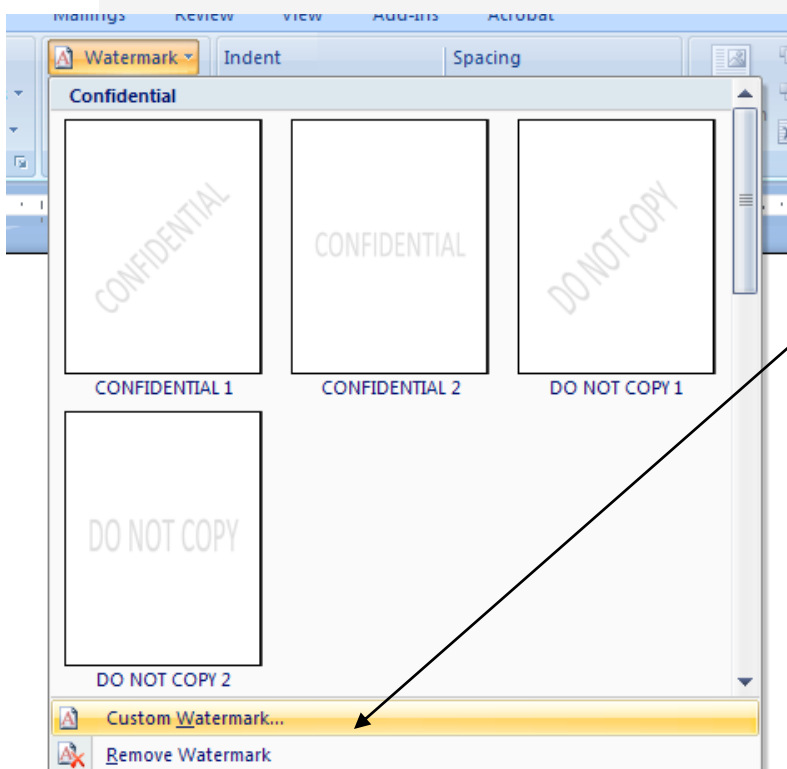 Mailings Review View Add-Ins Acrobat
Watermark Indent Spacing
Confidential
CONFIDENTIAL CONFIDENTIAL DO NOT COPY
CONFIDENTIAL 1 CONFIDENTIAL 2 DO NOT COPY 1
DO NOT COPY
DO NOT COPY 2
Custom Watermark...
Remove Watermark